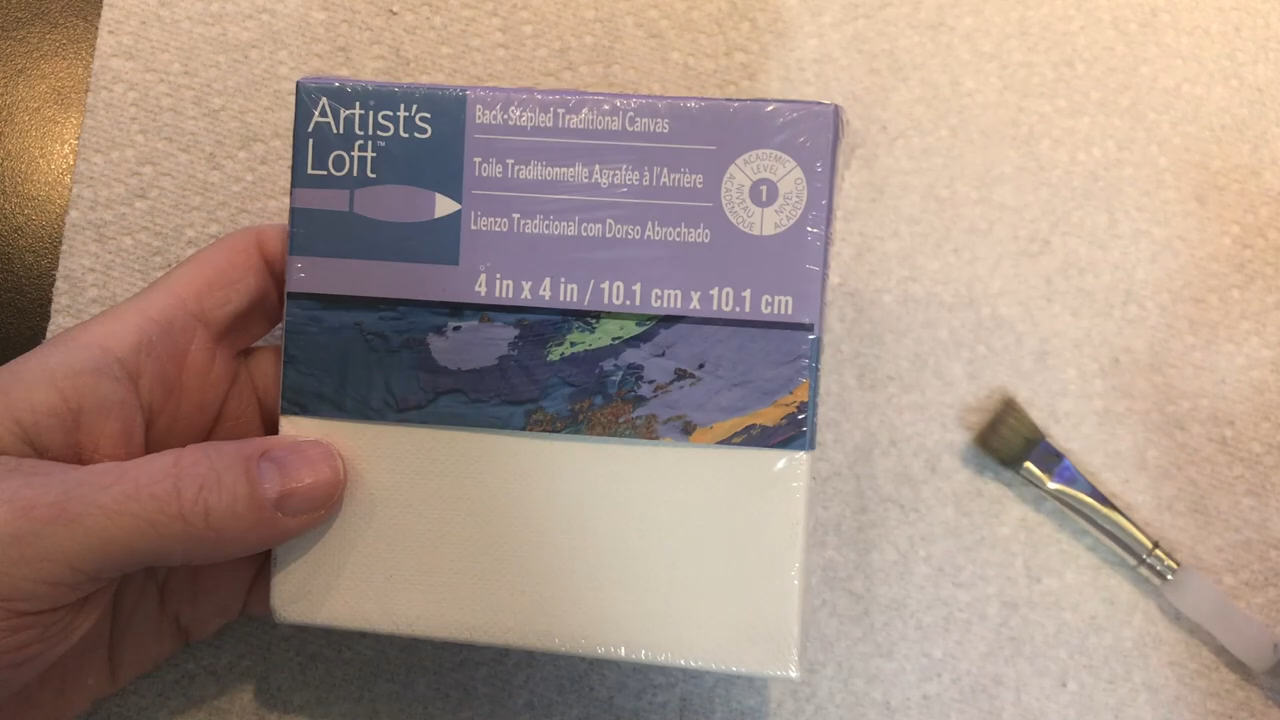 Artist's
Loft™
Back-Stapled Traditional Canvas
Toile Traditionnelle Agrafée à l'Arrière
Lienzo Tradicional con Dorso Abrochado
ACADEMIC
LEVEL
1
NIVEAU
ACADÉMIQUE
NIVEL
ACADÉMICO
4 in x 4 in / 10.1 cm x 10.1 cm